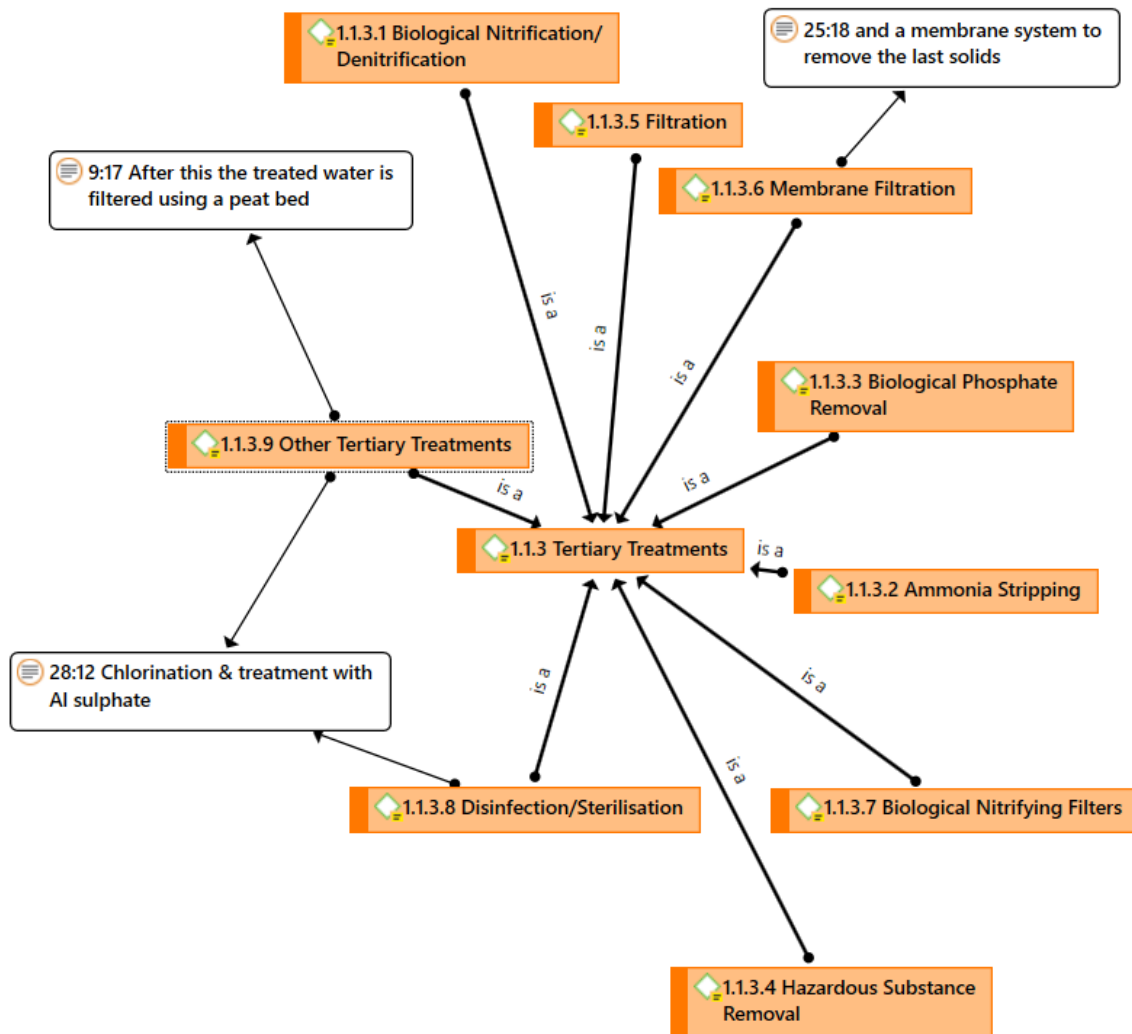 1.1.3.1 Biological Nitrification/
Denitrification
25:18 and a membrane system to
remove the last solids
1.1.3.5 Filtration
9:17 After this the treated water is
filtered using a peat bed
1.1.3.6 Membrane Filtration
is a
is a
is a
1.1.3.3 Biological Phosphate
Removal
1.1.3.9 Other Tertiary Treatments
is a
is a
1.1.3 Tertiary Treatments
is a
1.1.3.2 Ammonia Stripping
28:12 Chlorination & treatment with
Al sulphate
is a
is a
is a
1.1.3.8 Disinfection/Sterilisation
1.1.3.7 Biological Nitrifying Filters
1.1.3.4 Hazardous Substance
Removal